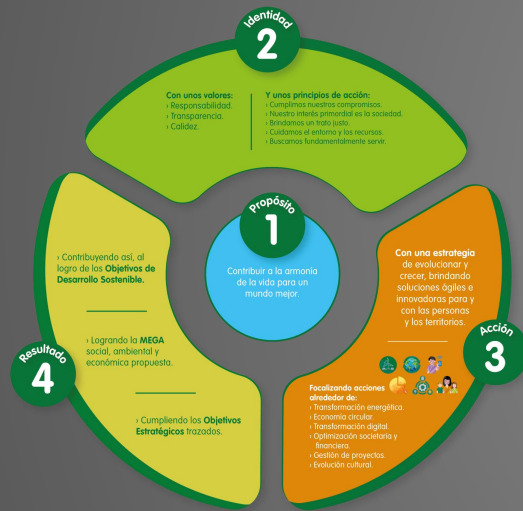 Propósito
1
Contribuir a la armonía
de la vida para un
mundo mejor.
Identidad
2
Con unos valores:
› Responsabilidad.
› Transparencia.
› Calidez.
Y unos principios de acción:
› Cumplimos nuestros compromisos.
› Nuestro interés primordial es la sociedad.
› Brindamos un trato justo.
› Cuidamos el entorno y los recursos.
› Buscamos fundamentalmente servir.
Acción
3
Con una estrategia
de evolucionar y
crecer, brindando
soluciones ágiles e
innovadoras para y
con las personas
y los territorios.
Focalizando acciones
alrededor de:
› Transformación energética.
› Economía circular.
› Transformación digital.
› Optimización societaria y
financiera.
› Gestión de proyectos.
› Evolución cultural.
Resultado
4
› Contribuyendo así, al
logro de los Objetivos de
Desarrollo Sostenible.
› Logrando la MEGA
social, ambiental y
económica propuesta.
› Cumpliendo los Objetivos
Estratégicos trazados.